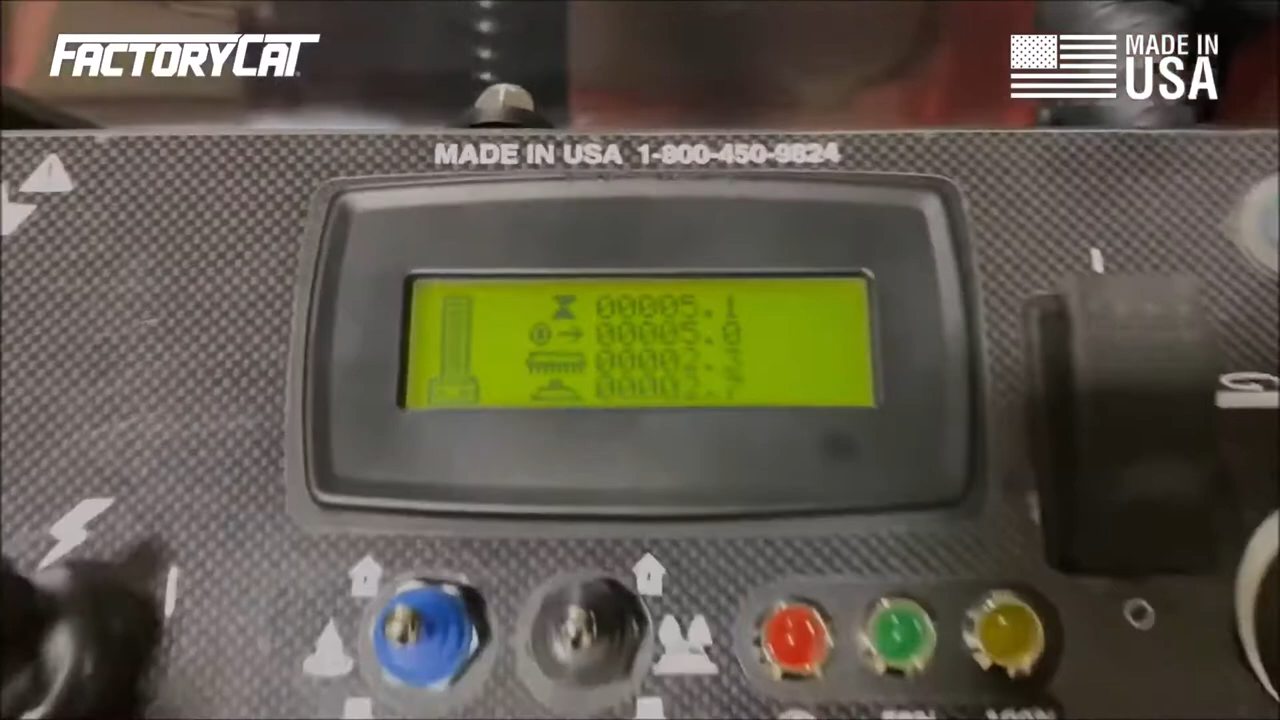 FACTORYCAT
MADE IN
USA
MADE IN USA 1-800-450-9824
00005.1
00005.0